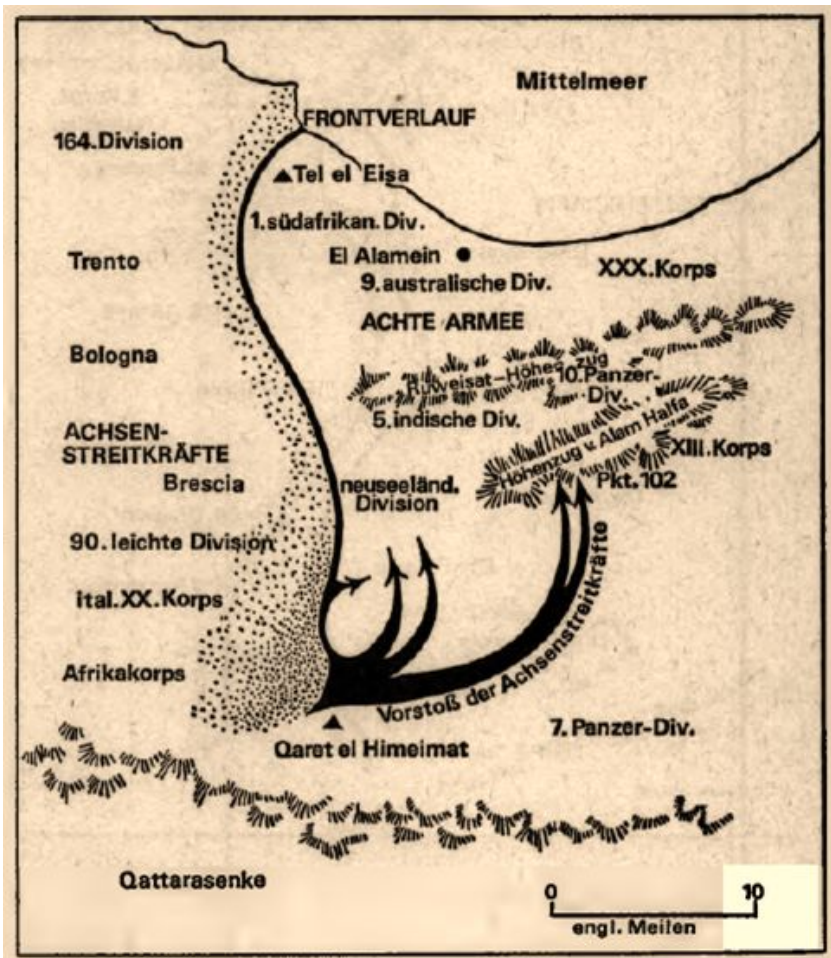 Mittelmeer
FRONTVERLAUF
164.Division
Tel el Eisa
1.südafrikan.Div.
El Alamein
Trento
XXX.Korps
9.australische Div.
ACHTE ARMEE
Bologna
Ruweisat-Höhenzug
10.Panzer-
Div.
5.indische Div.
Höhenzug v. Alam Halfa
ACHSEN-
STREITKRÄFTE
XIII.Korps
Brescia
neuseeländ.
Division
Pkt.102
90.leichte Division
ital.XX.Korps
Afrikakorps
Vorstoß der Achsenstreitkräfte
7.Panzer-Div.
Qaret el Himeimat
Qattarasenke
0 10
engl. Meilen